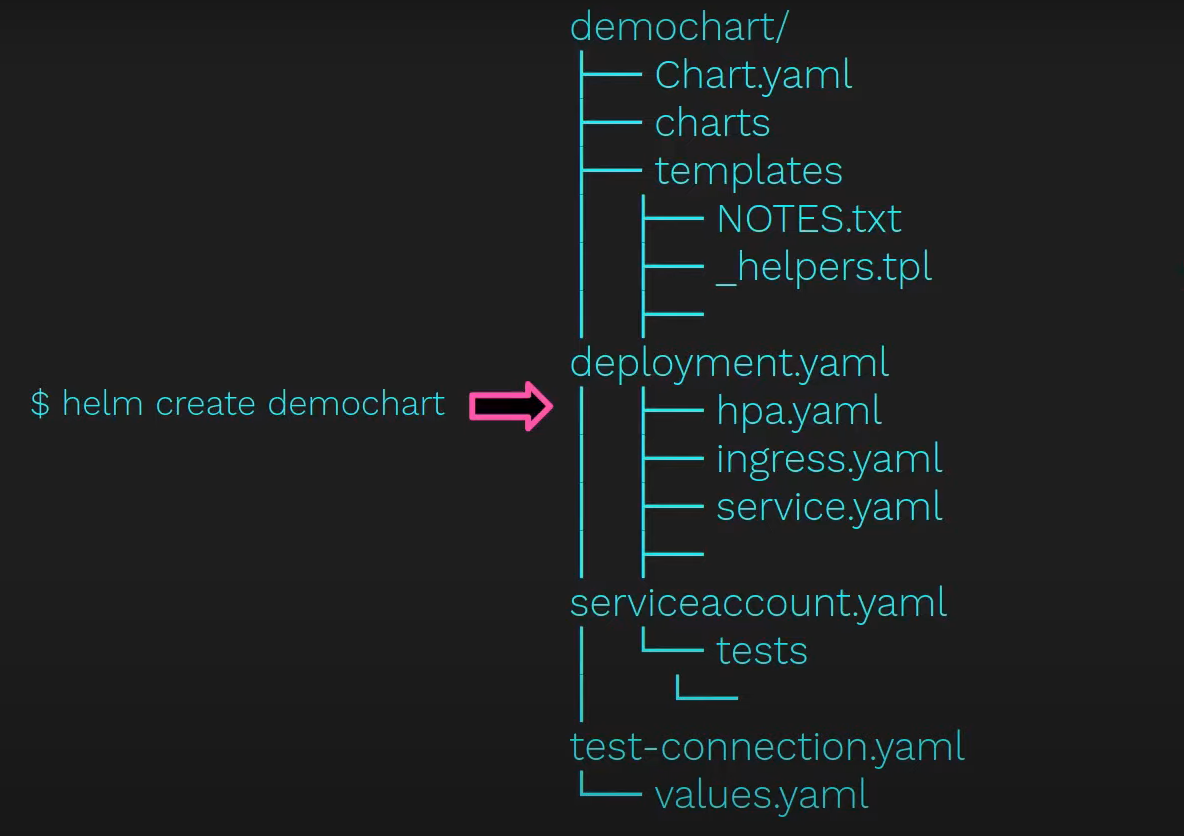 demochart/
├── Chart.yaml
├── charts
├── templates
│   ├── NOTES.txt
│   ├── _helpers.tpl
│   ├──
deployment.yaml
$ helm create demochart
│   ├── hpa.yaml
│   ├── ingress.yaml
│   ├── service.yaml
│   ├──
serviceaccount.yaml
│   └── tests
│       └──
test-connection.yaml
└── values.yaml